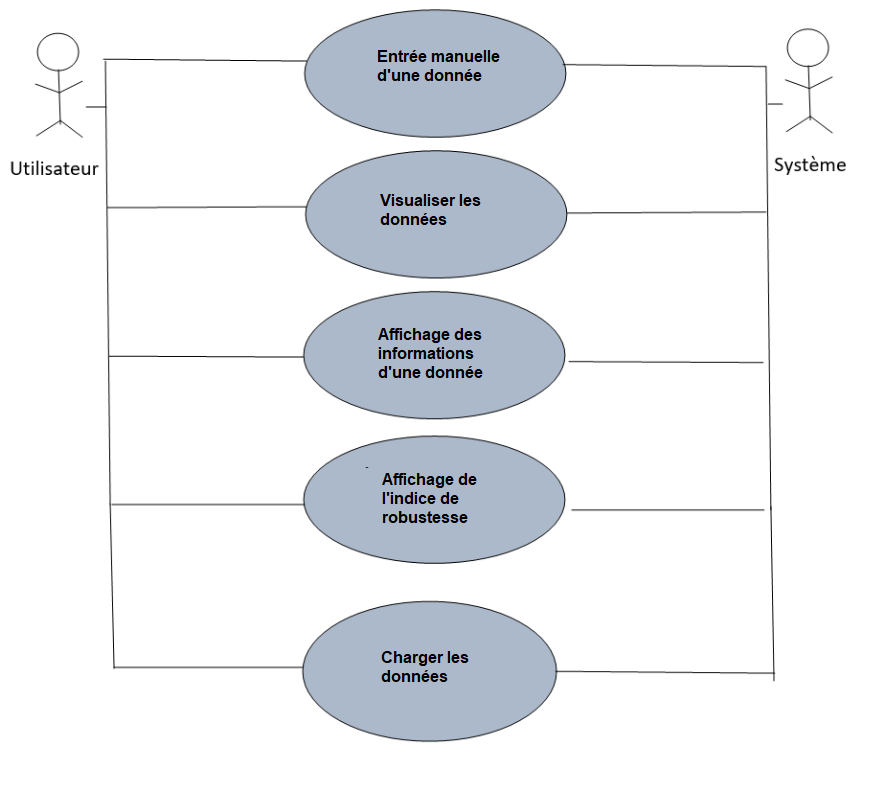 Entrée manuelle
d'une donnée
Utilisateur
Système
Visualiser les
données
Affichage des
informations
d'une donnée
Affichage de
l'indice de
robustesse
Charger les
données